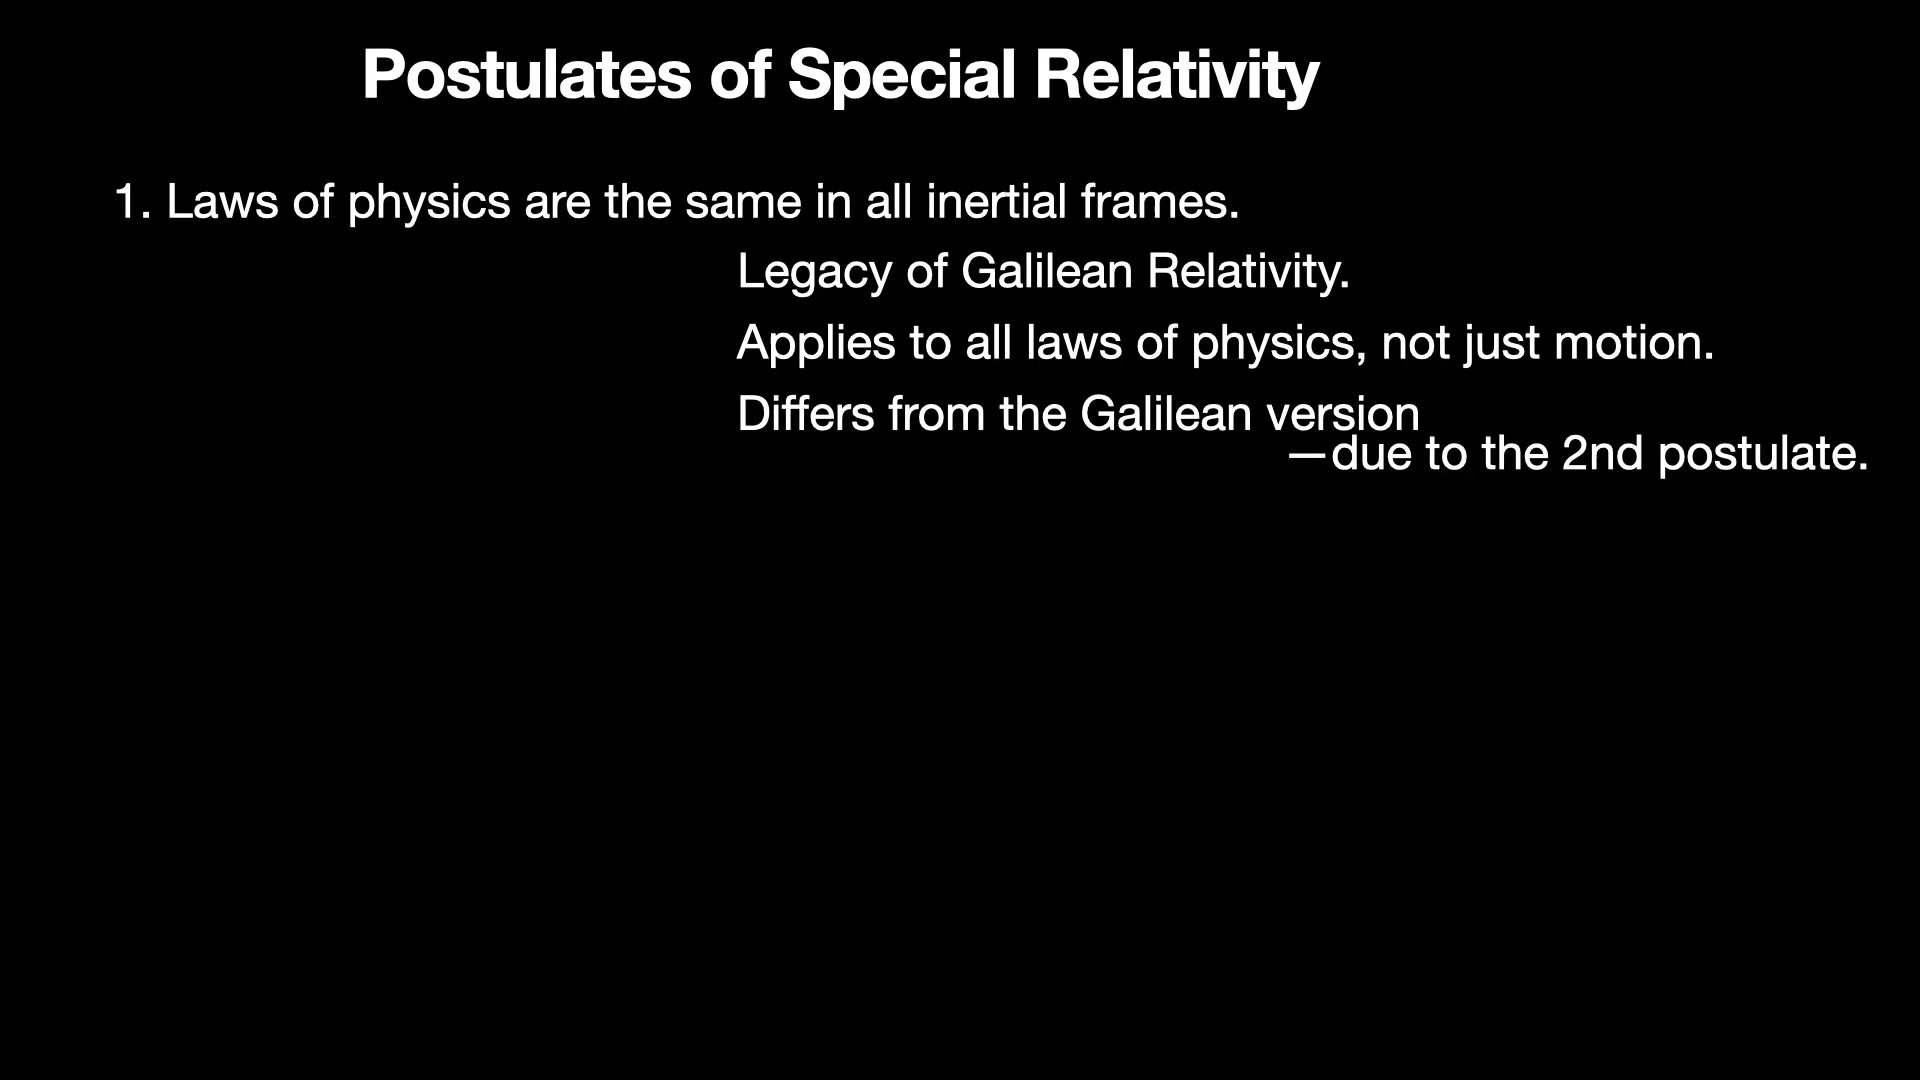 Postulates of Special Relativity
1. Laws of physics are the same in all inertial frames.
Legacy of Galilean Relativity.
Applies to all laws of physics, not just motion.
Differs from the Galilean version
—due to the 2nd postulate.